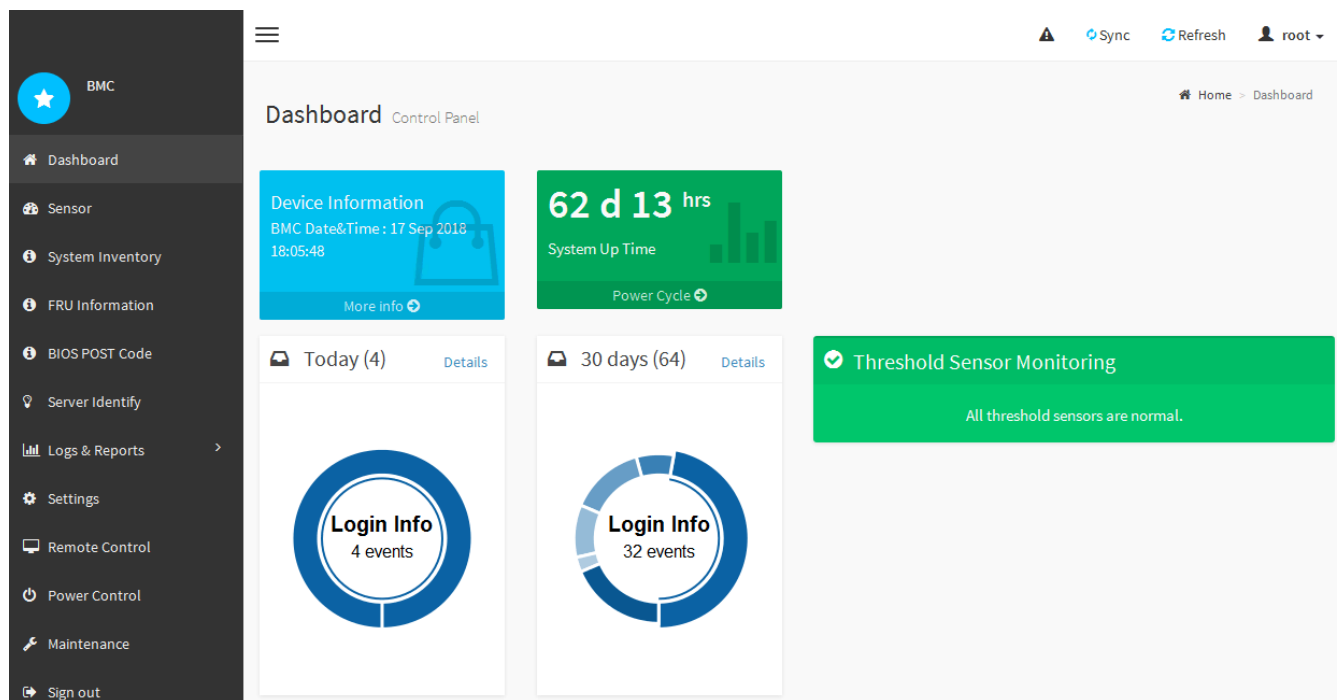 Sync
Refresh
root
BMC
Home > Dashboard
Dashboard Control Panel
Dashboard
Sensor
System Inventory
FRU Information
BIOS POST Code
Server Identify
Logs & Reports
Settings
Remote Control
Power Control
Maintenance
Sign out
Device Information
BMC Date&Time : 17 Sep 2018
18:05:48
More info
62 d 13 hrs
System Up Time
Power Cycle
Today (4) Details
Login Info
4 events
30 days (64) Details
Login Info
32 events
Threshold Sensor Monitoring
All threshold sensors are normal.